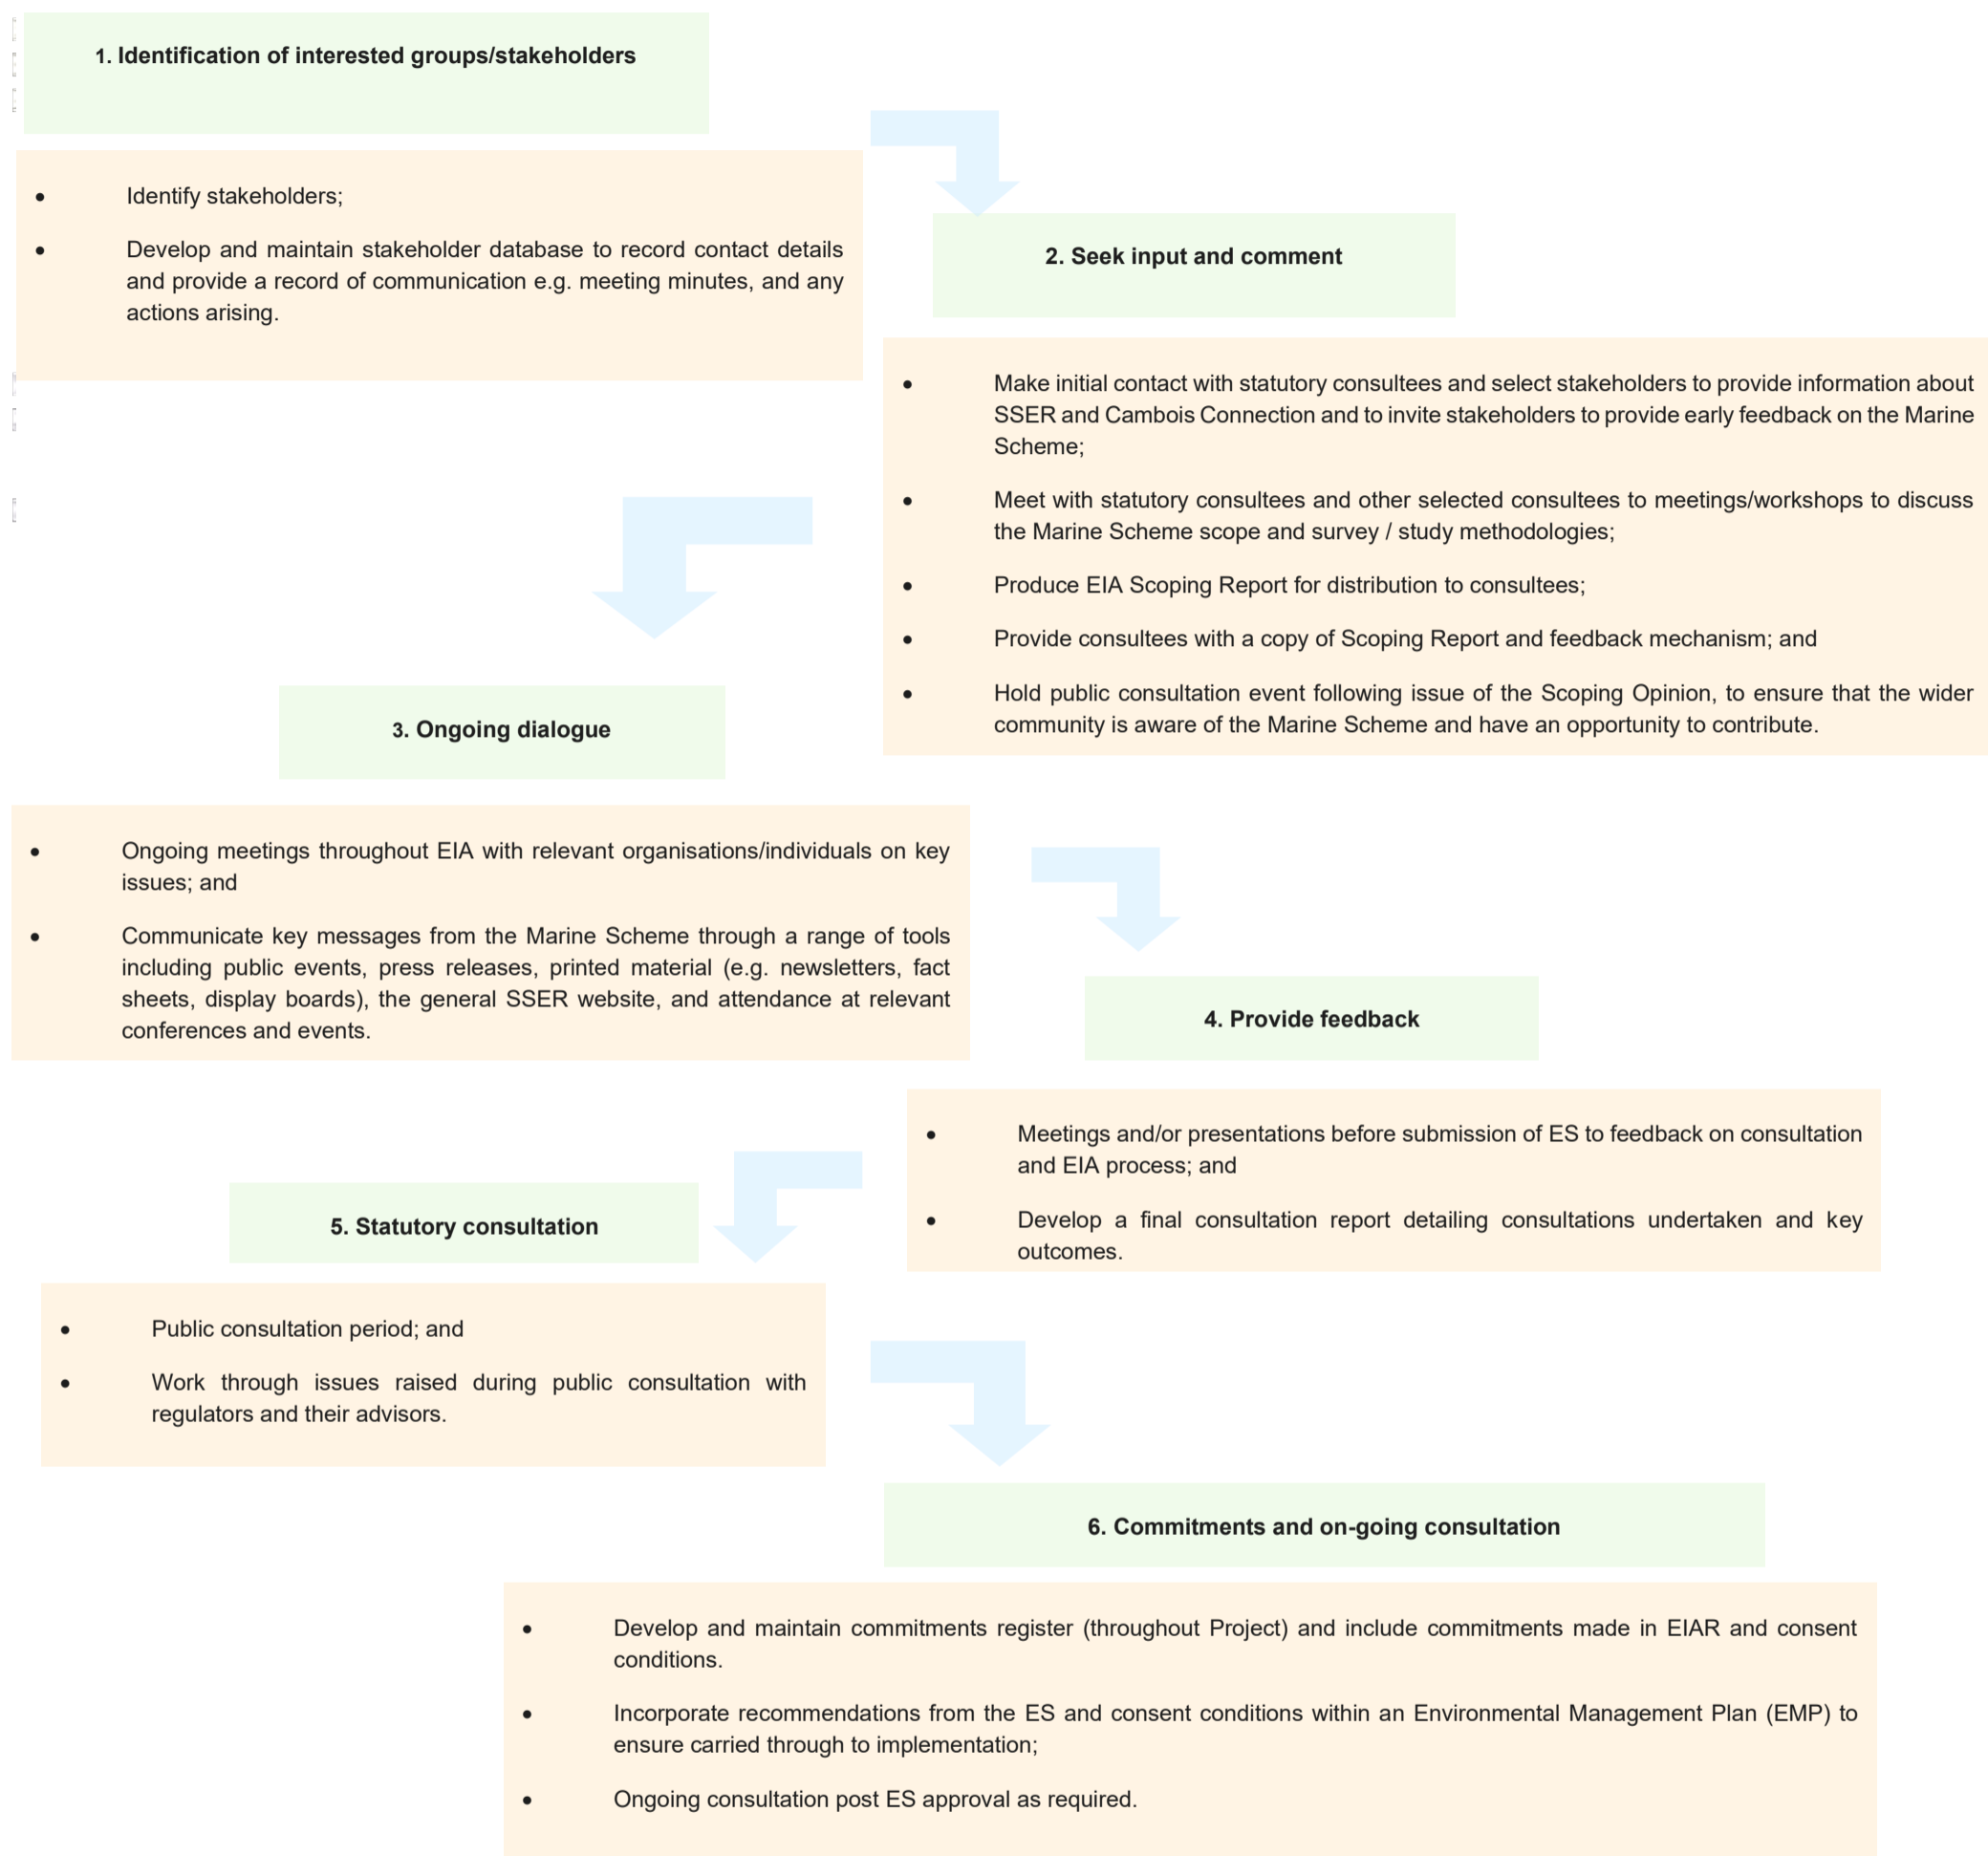 1. Identification of interested groups/stakeholders
• Identify stakeholders;
• Develop and maintain stakeholder database to record contact details
and provide a record of communication e.g. meeting minutes, and any
actions arising.
2. Seek input and comment
• Make initial contact with statutory consultees and select stakeholders to provide information about
SSER and Cambois Connection and to invite stakeholders to provide early feedback on the Marine
Scheme;
• Meet with statutory consultees and other selected consultees to meetings/workshops to discuss
the Marine Scheme scope and survey / study methodologies;
• Produce EIA Scoping Report for distribution to consultees;
• Provide consultees with a copy of Scoping Report and feedback mechanism; and
• Hold public consultation event following issue of the Scoping Opinion, to ensure that the wider
community is aware of the Marine Scheme and have an opportunity to contribute.
3. Ongoing dialogue
• Ongoing meetings throughout EIA with relevant organisations/individuals on key
issues; and
• Communicate key messages from the Marine Scheme through a range of tools
including public events, press releases, printed material (e.g. newsletters, fact
sheets, display boards), the general SSER website, and attendance at relevant
conferences and events.
4. Provide feedback
• Meetings and/or presentations before submission of ES to feedback on consultation
and EIA process; and
• Develop a final consultation report detailing consultations undertaken and key
outcomes.
5. Statutory consultation
• Public consultation period; and
• Work through issues raised during public consultation with
regulators and their advisors.
6. Commitments and on-going consultation
• Develop and maintain commitments register (throughout Project) and include commitments made in EIAR and consent
conditions.
• Incorporate recommendations from the ES and consent conditions within an Environmental Management Plan (EMP) to
ensure carried through to implementation;
• Ongoing consultation post ES approval as required.